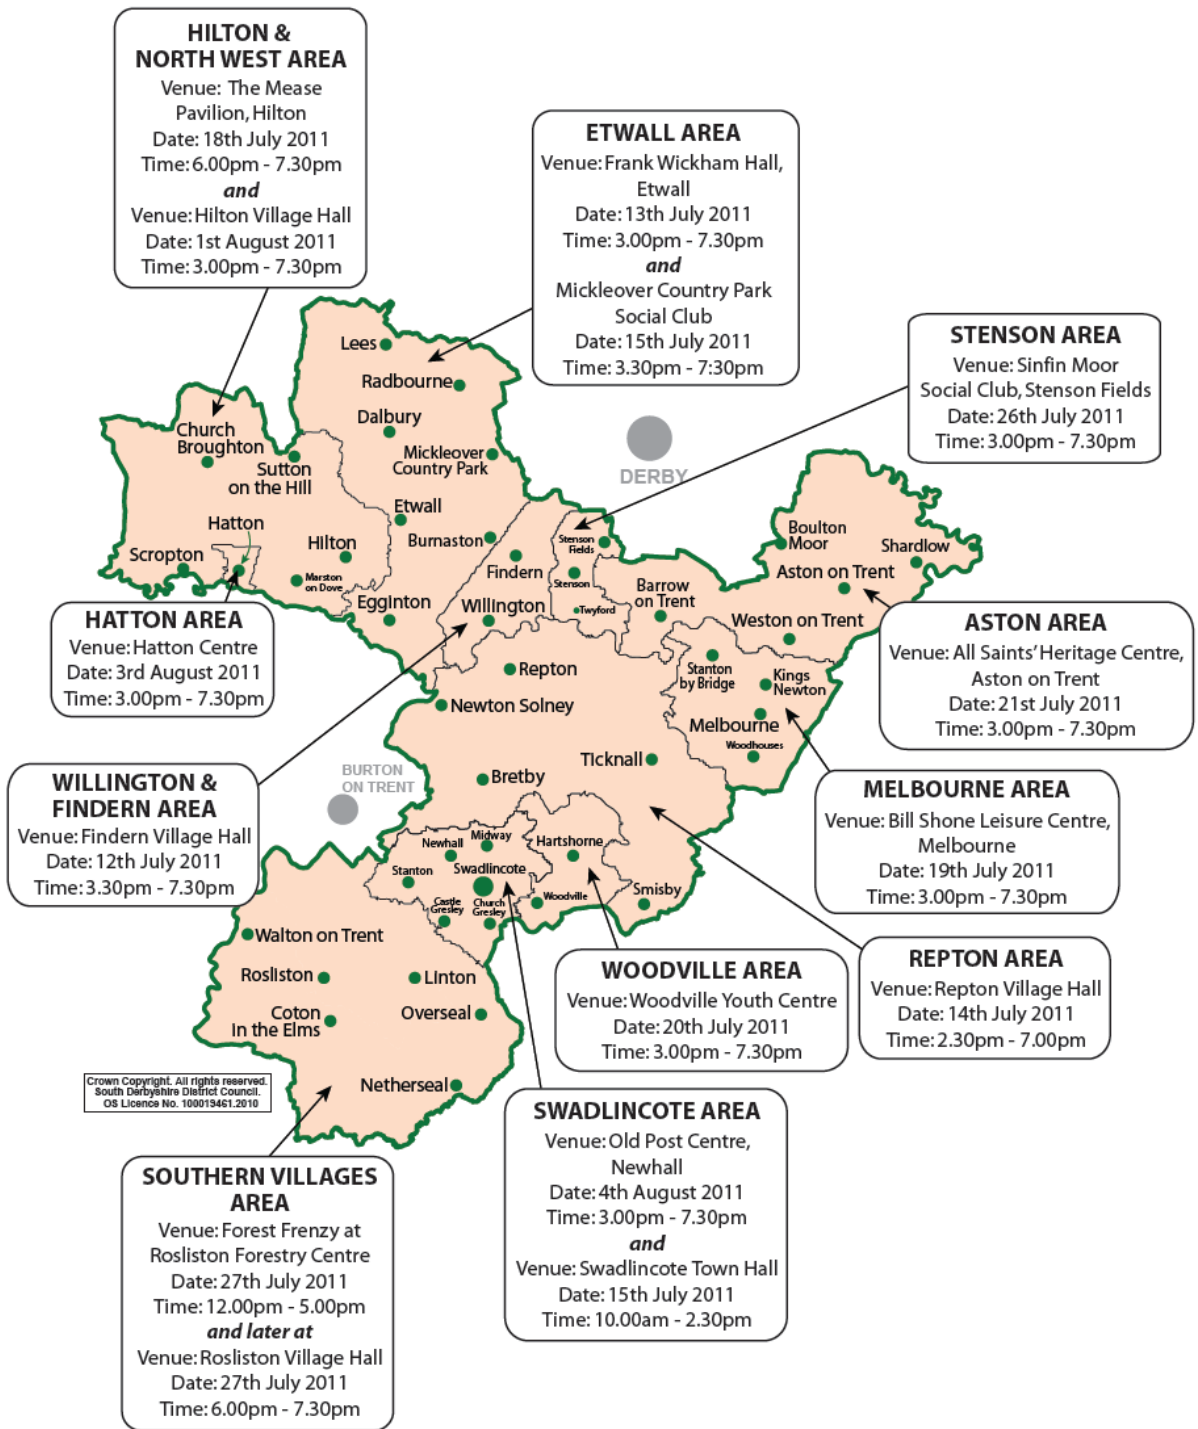 HILTON &
NORTH WEST AREA
Venue: The Mease
Pavilion, Hilton
Date: 18th July 2011
Time: 6.00pm - 7.30pm
and
Venue: Hilton Village Hall
Date: 1st August 2011
Time: 3.00pm - 7.30pm
ETWALL AREA
Venue: Frank Wickham Hall,
Etwall
Date: 13th July 2011
Time: 3.00pm - 7.30pm
and
Mickleover Country Park
Social Club
Date: 15th July 2011
Time: 3.30pm - 7:30pm
STENSON AREA
Venue: Sinfin Moor
Social Club, Stenson Fields
Date: 26th July 2011
Time: 3.00pm - 7.30pm
Lees
Radbourne
Dalbury
Mickleover
Country Park
DERBY
Church
Broughton
Sutton
on the Hill
Etwall
Burnaston
Hatton
Hilton
Scropton
Marston
on Dove
Egginton
Findern
Willington
Stenson
Fields
Stenson
Twyford
Barrow
on Trent
Boulton
Moor
Shardlow
Aston on Trent
Weston on Trent
HATTON AREA
Venue: Hatton Centre
Date: 3rd August 2011
Time: 3.00pm - 7.30pm
ASTON AREA
Venue: All Saints' Heritage Centre,
Aston on Trent
Date: 21st July 2011
Time: 3.00pm - 7.30pm
Repton
Newton Solney
Stanton
by Bridge
Kings
Newton
Melbourne
Woodhouses
Ticknall
Bretby
BURTON
ON TRENT
WILLINGTON &
FINDERN AREA
Venue: Findern Village Hall
Date: 12th July 2011
Time: 3.30pm - 7.30pm
MELBOURNE AREA
Venue: Bill Shone Leisure Centre,
Melbourne
Date: 19th July 2011
Time: 3.00pm - 7.30pm
Newhall
Midway
Hartshorne
Stanton
Swadlincote
Castle
Gresley
Church
Gresley
Woodville
Smisby
Walton on Trent
Rosliston
Linton
Coton
In the Elms
Overseal
Netherseal
WOODVILLE AREA
Venue: Woodville Youth Centre
Date: 20th July 2011
Time: 3.00pm - 7.30pm
REPTON AREA
Venue: Repton Village Hall
Date: 14th July 2011
Time: 2.30pm - 7.00pm
Crown Copyright. All rights reserved.
South Derbyshire District Council.
OS Licence No. 100019461.2010
SWADLINCOTE AREA
Venue: Old Post Centre,
Newhall
Date: 4th August 2011
Time: 3.00pm - 7.30pm
and
Venue: Swadlincote Town Hall
Date: 15th July 2011
Time: 10.00am - 2.30pm
SOUTHERN VILLAGES
AREA
Venue: Forest Frenzy at
Rosliston Forestry Centre
Date: 27th July 2011
Time: 12.00pm - 5.00pm
and later at
Venue: Rosliston Village Hall
Date: 27th July 2011
Time: 6.00pm - 7.30pm